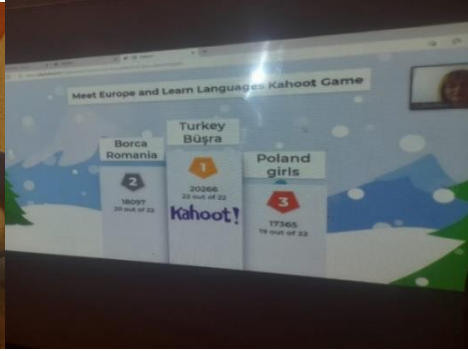 Meet Europe and Learn Languages Kahoot Game
Turkey
Büşra
1
20266
22 out of 22
Kahoot!
Borca
Romania
2
18097
20 out of 22
Poland
girls
3
17365
19 out of 22